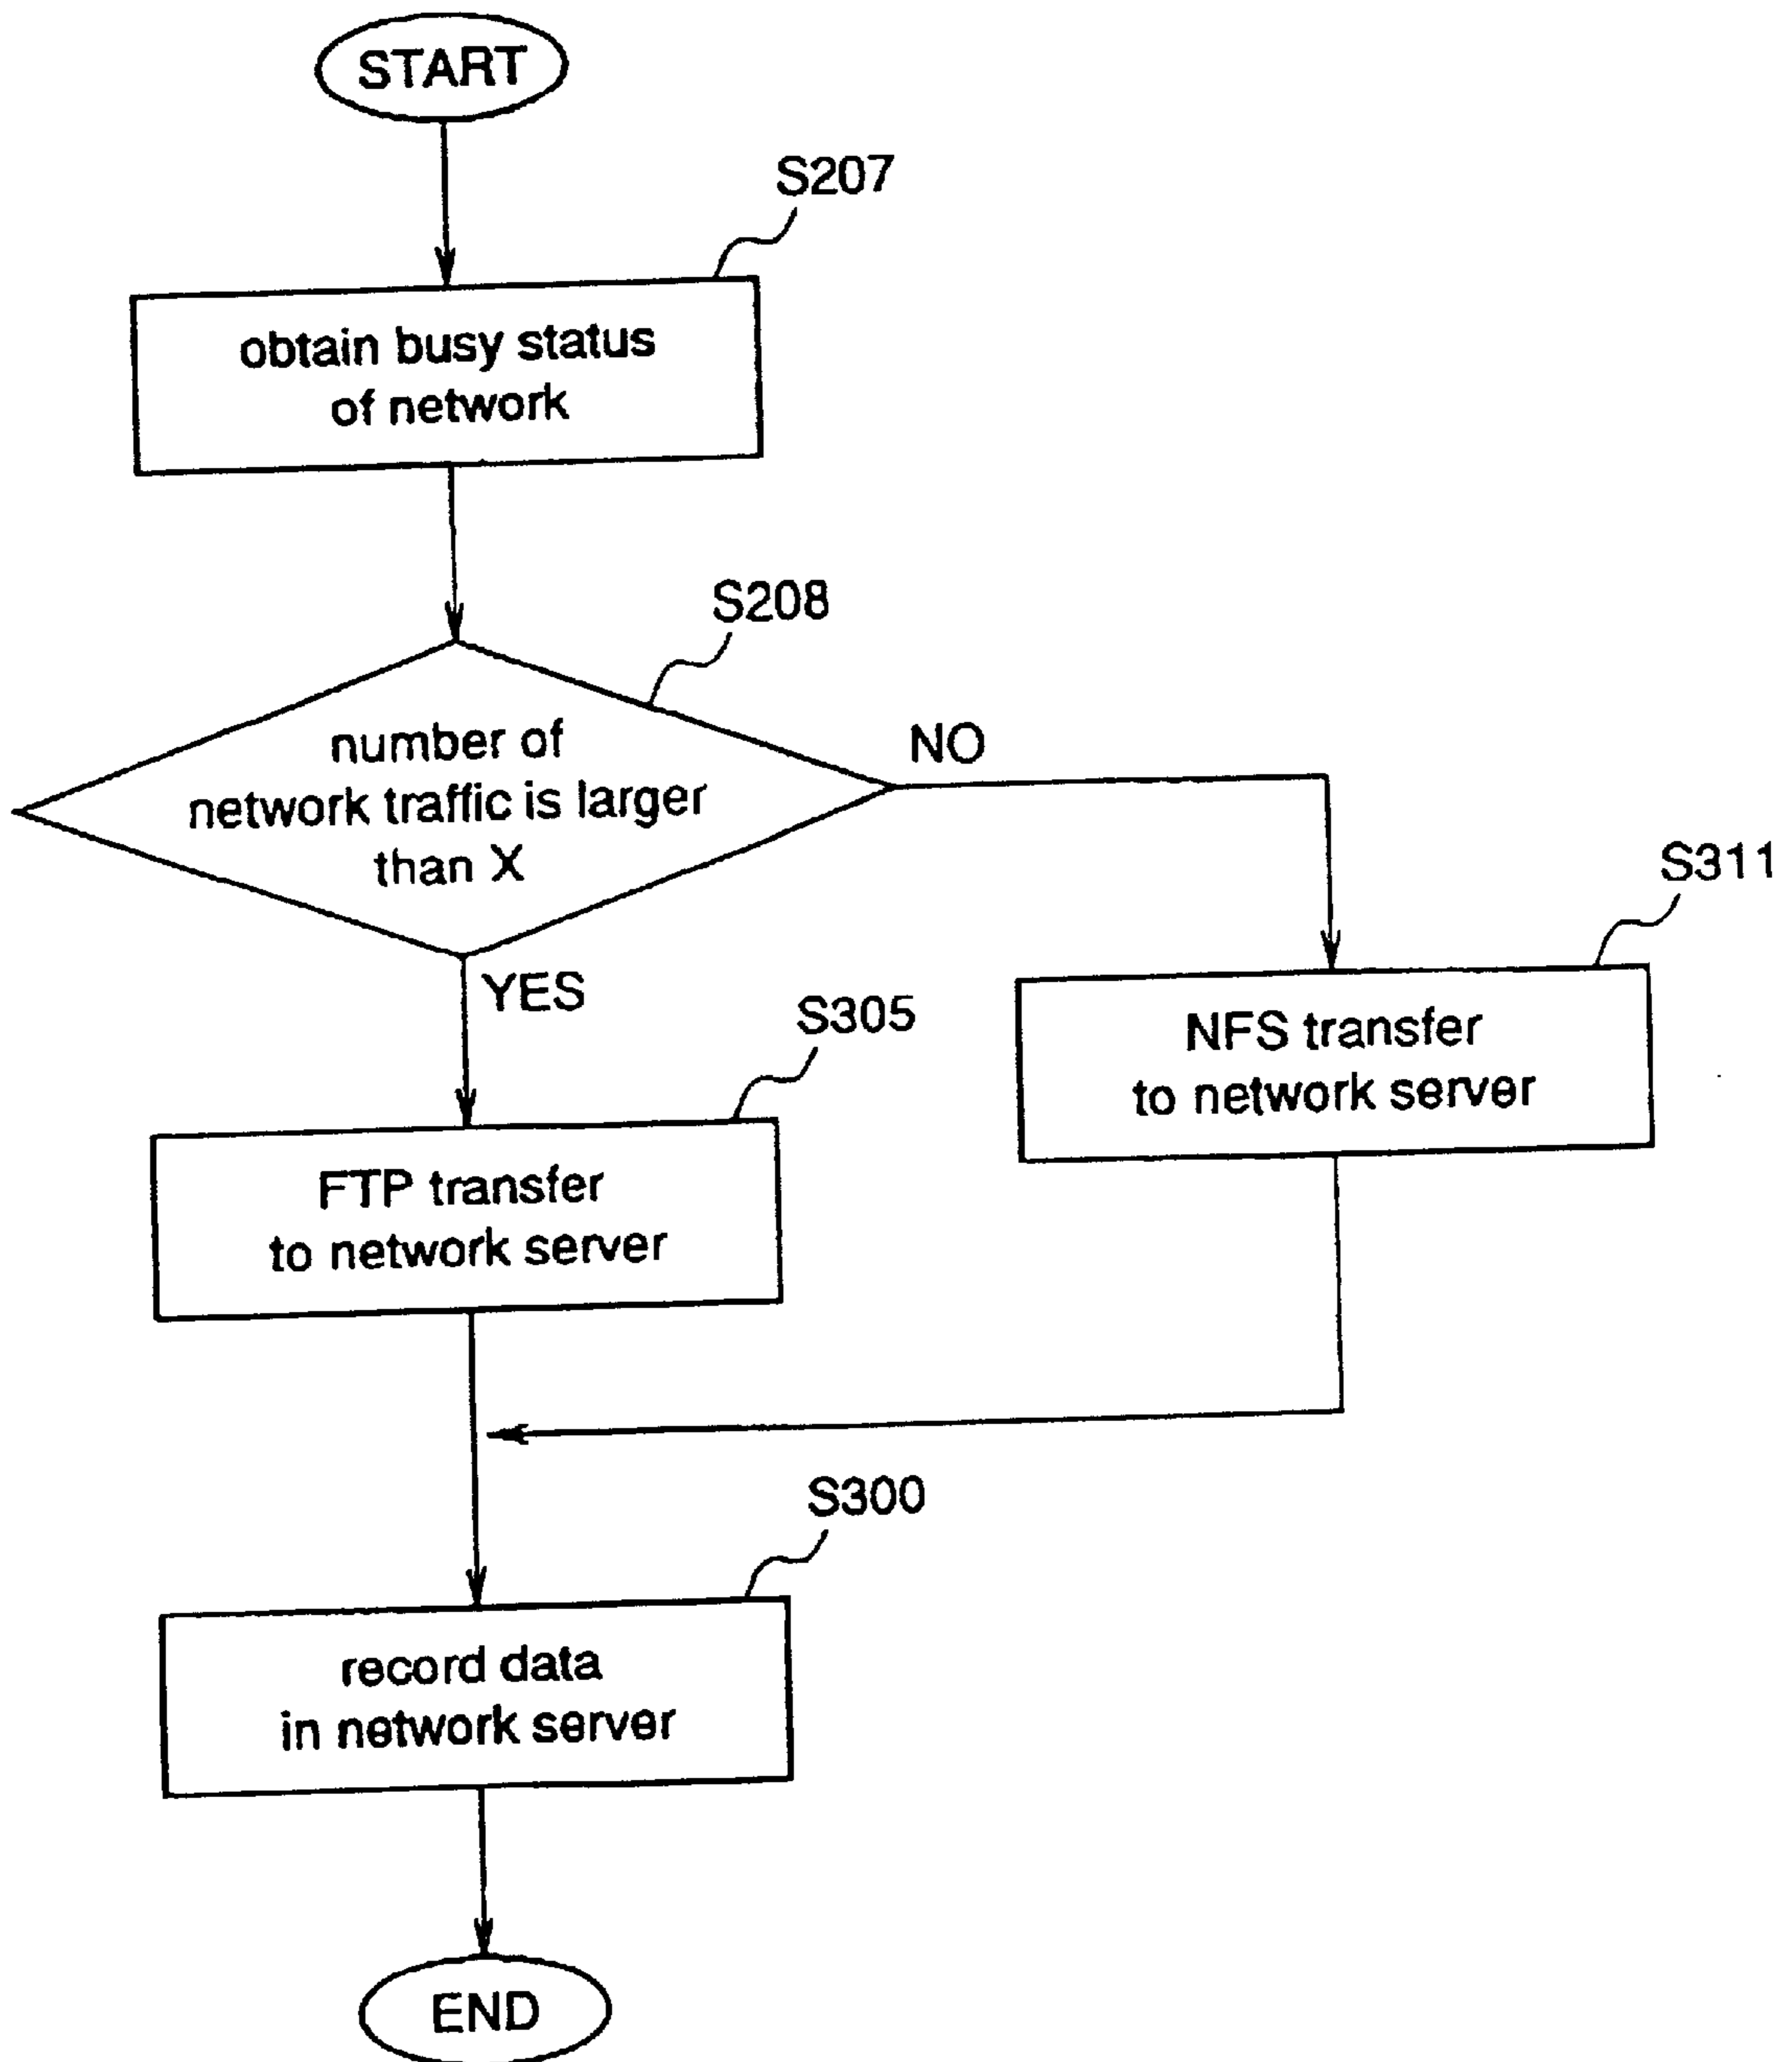 START
S207
obtain busy status
of network
S208
number of
network traffic is larger
than X
NO
YES
S311
NFS transfer
to network server
S305
FTP transfer
to network server
S300
record data
in network server
END